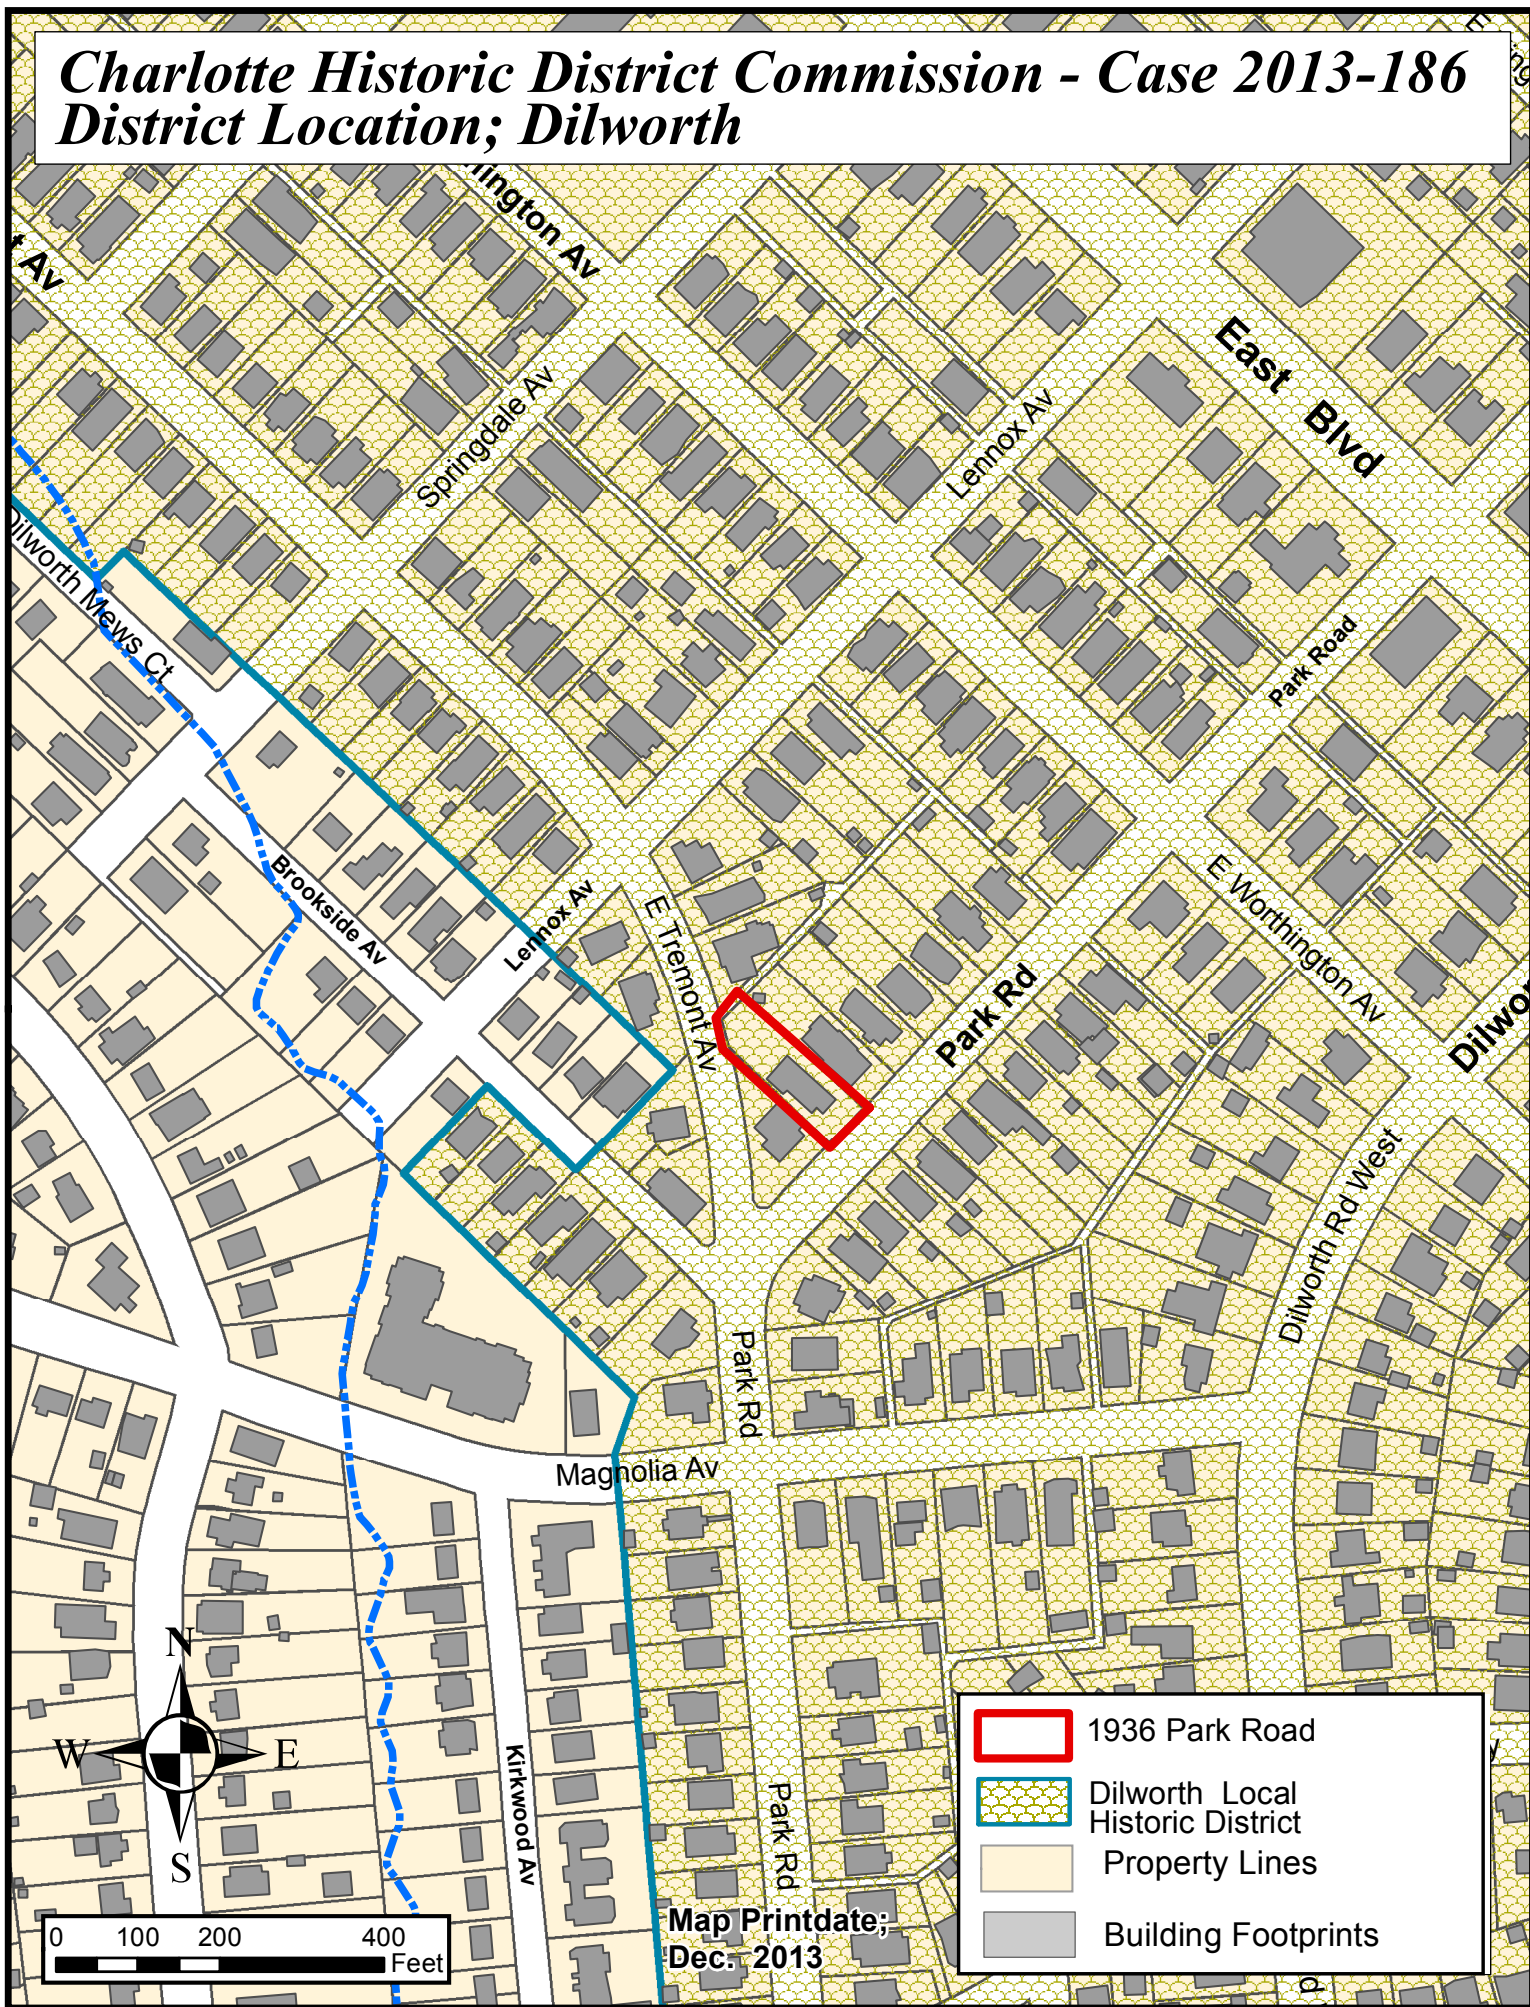 Charlotte Historic District Commission - Case 2013-186
District Location; Dilworth
Av
Av
East Blvd
Springdale Av
Lennox Av
Dilworth Mews Ct
Park Road
Brookside Av
Lennox Av
E Tremont Av
E Worthington Av
Park Rd
Dilworth Rd West
Park Rd
Magnolia Av
Kirkwood Av
Park Rd
N
W E
S
0 100 200 400
Feet
Map Printdate;
Dec. 2013
1936 Park Road
Dilworth Local
Historic District
Property Lines
Building Footprints